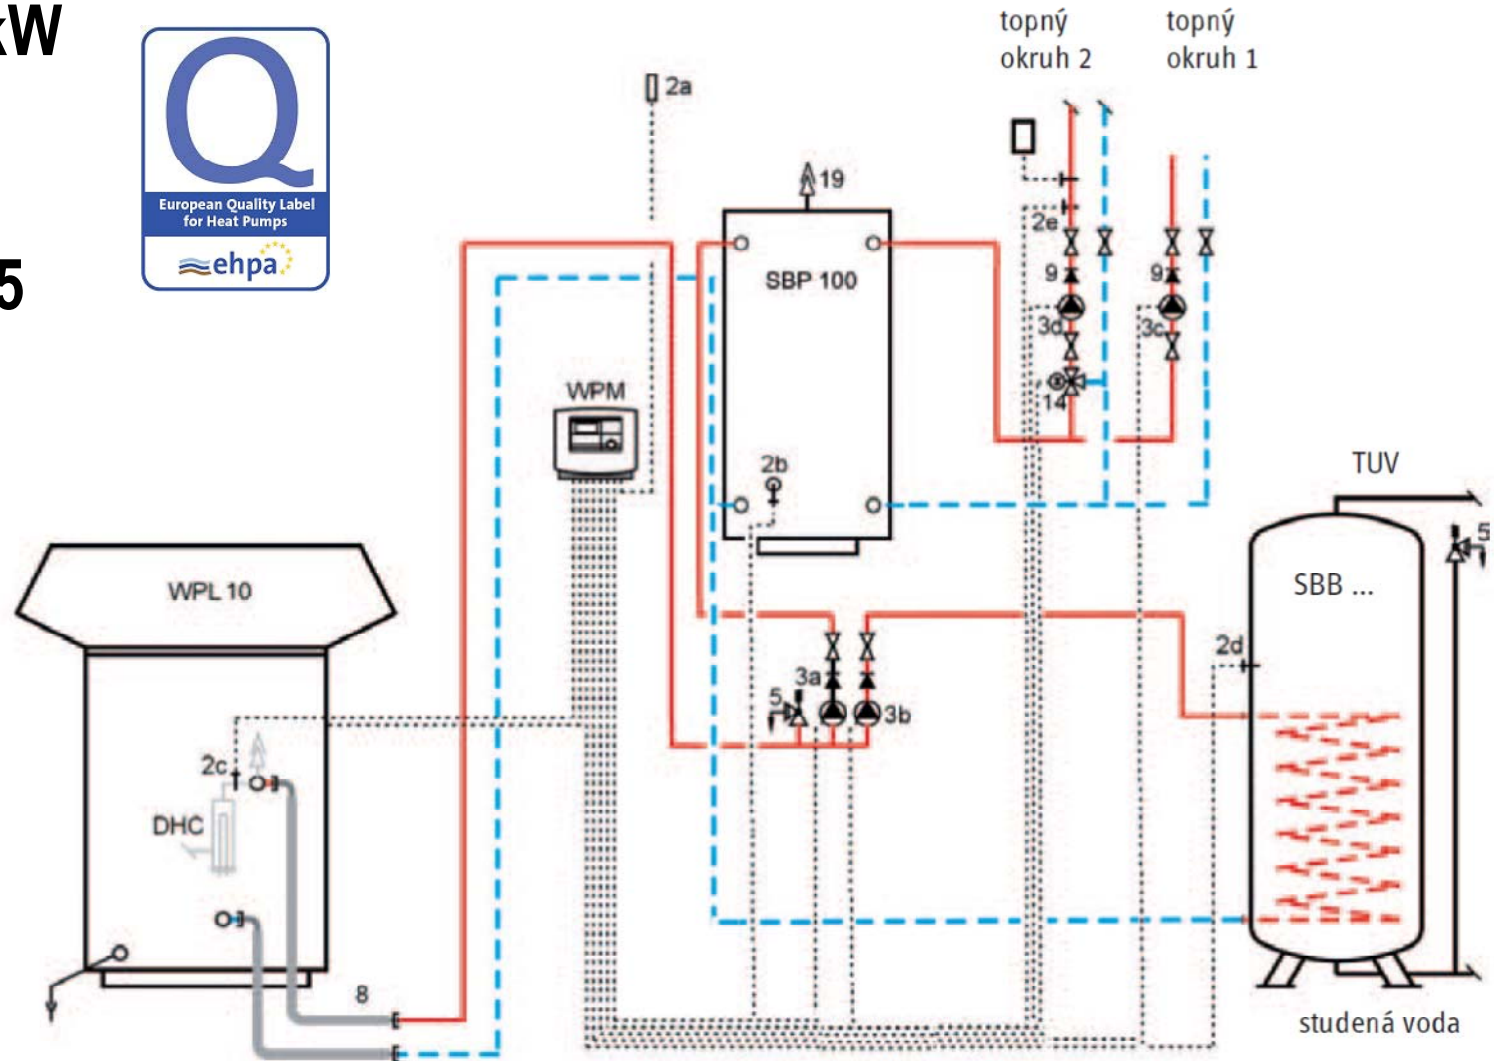 kW
5
Q
European Quality Label
for Heat Pumps
ehpa
topný
okruh 2
topný
okruh 1
2a
19
2e
SBP 100
9
9
3d
3c
WPM
14
2b
TUV
5
WPL 10
SBB ...
2d
3a
5
3b
2c
DHC
8
studená voda